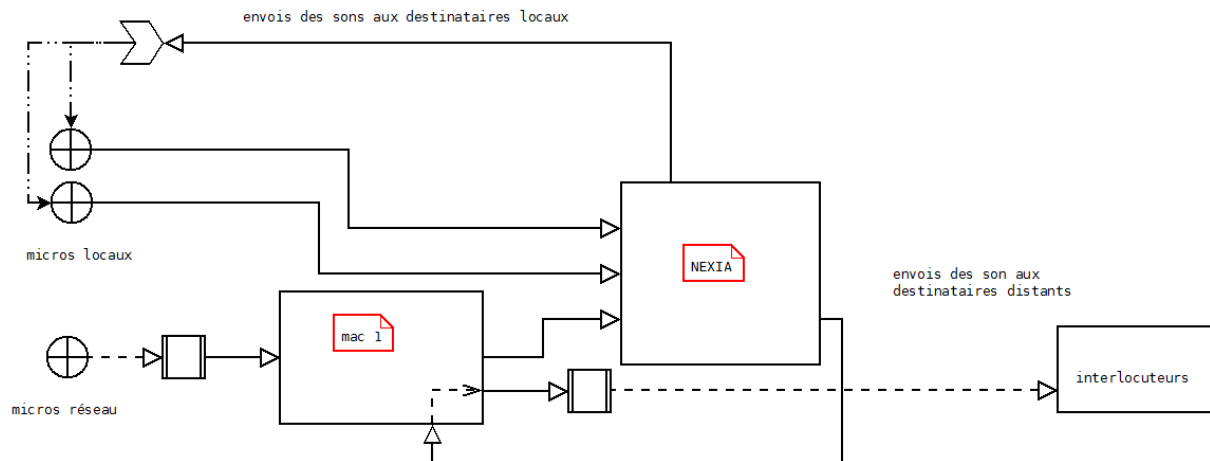 envois des sons aux destinataires locaux
micros locaux
NEXIA
envois des son aux
destinataires distants
mac 1
interlocuteurs
micros réseau